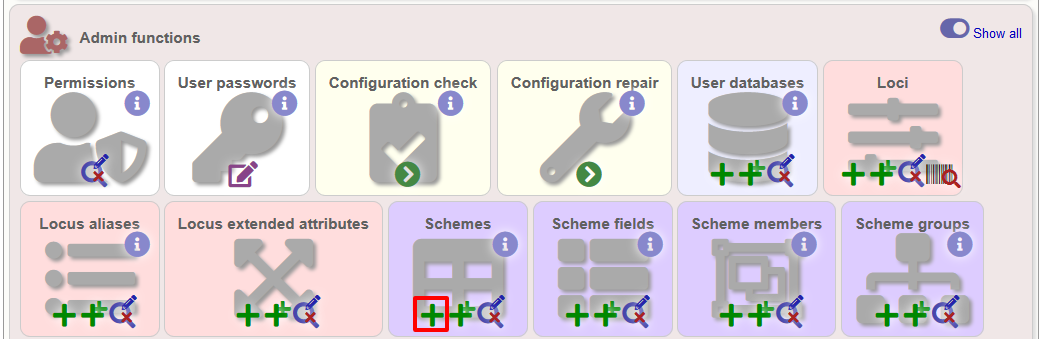 Admin functions
Show all
Permissions
User passwords
Configuration check
Configuration repair
User databases
Loci
Locus aliases
Locus extended attributes
Schemes
Scheme fields
Scheme members
Scheme groups